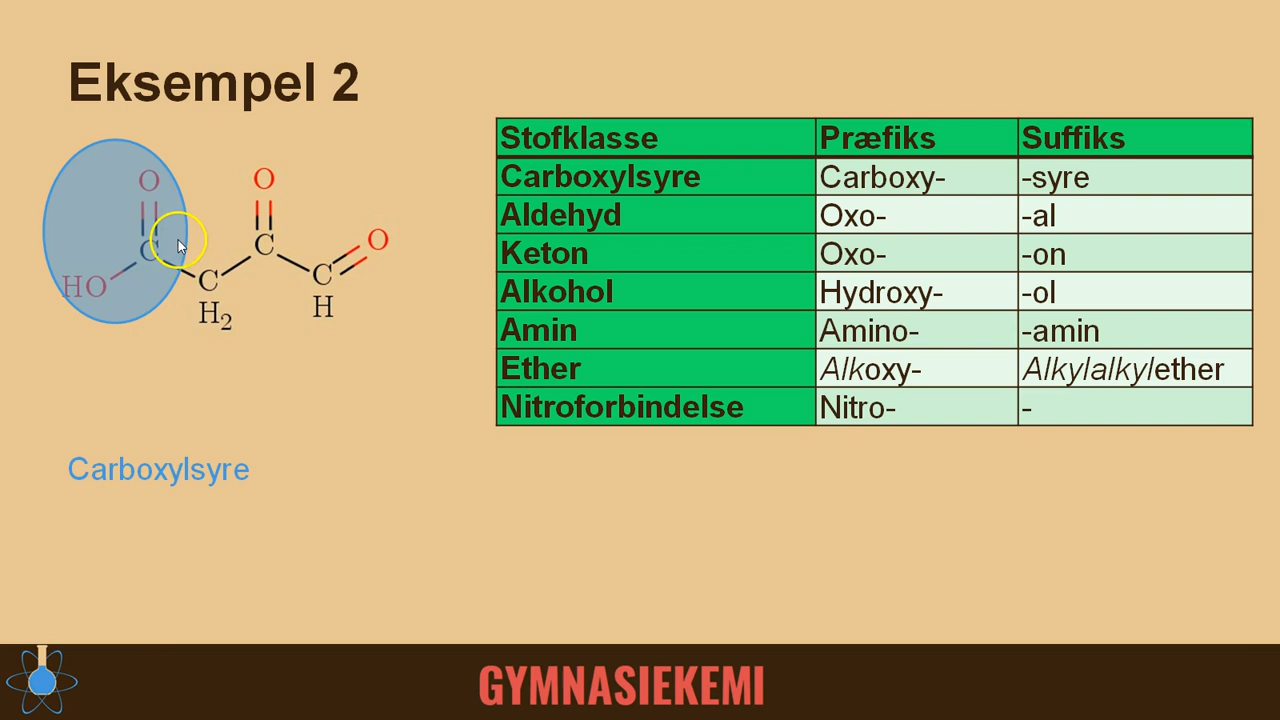 Eksempel 2
O O
C C O
HO C C
H2 H
Stofklasse Præfiks Suffiks
Carboxylsyre Carboxy- -syre
Aldehyd Oxo- -al
Keton Oxo- -on
Alkohol Hydroxy- -ol
Amin Amino- -amin
Ether Alkoxy- Alkylalkylether
Nitroforbindelse Nitro- -
Carboxylsyre
GYMNASIEKEMI